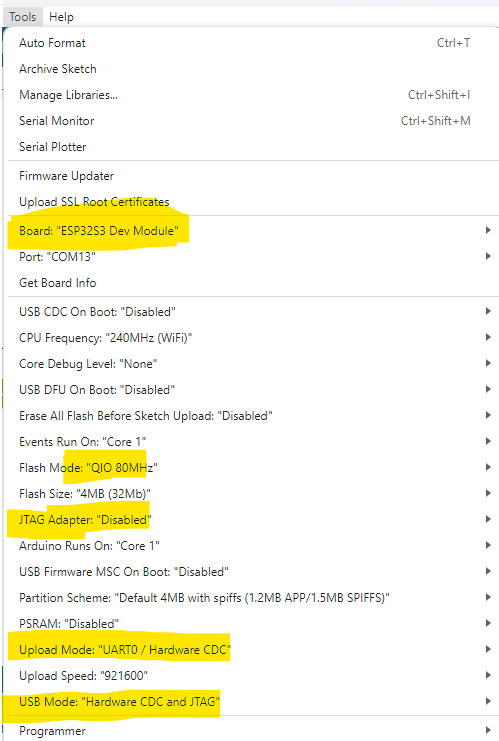 Tools Help
Auto Format Ctrl+T
Archive Sketch
Manage Libraries... Ctrl+Shift+I
Serial Monitor Ctrl+Shift+M
Serial Plotter
Firmware Updater
Upload SSL Root Certificates
Board: "ESP32S3 Dev Module"
Port: "COM13"
Get Board Info
USB CDC On Boot: "Disabled"
CPU Frequency: "240MHz (WiFi)"
Core Debug Level: "None"
USB DFU On Boot: "Disabled"
Erase All Flash Before Sketch Upload: "Disabled"
Events Run On: "Core 1"
Flash Mode: "QIO 80MHz"
Flash Size: "4MB (32Mb)"
JTAG Adapter: "Disabled"
Arduino Runs On: "Core 1"
USB Firmware MSC On Boot: "Disabled"
Partition Scheme: "Default 4MB with spiffs (1.2MB APP/1.5MB SPIFFS)"
PSRAM: "Disabled"
Upload Mode: "UART0 / Hardware CDC"
Upload Speed: "921600"
USB Mode: "Hardware CDC and JTAG"
Programmer